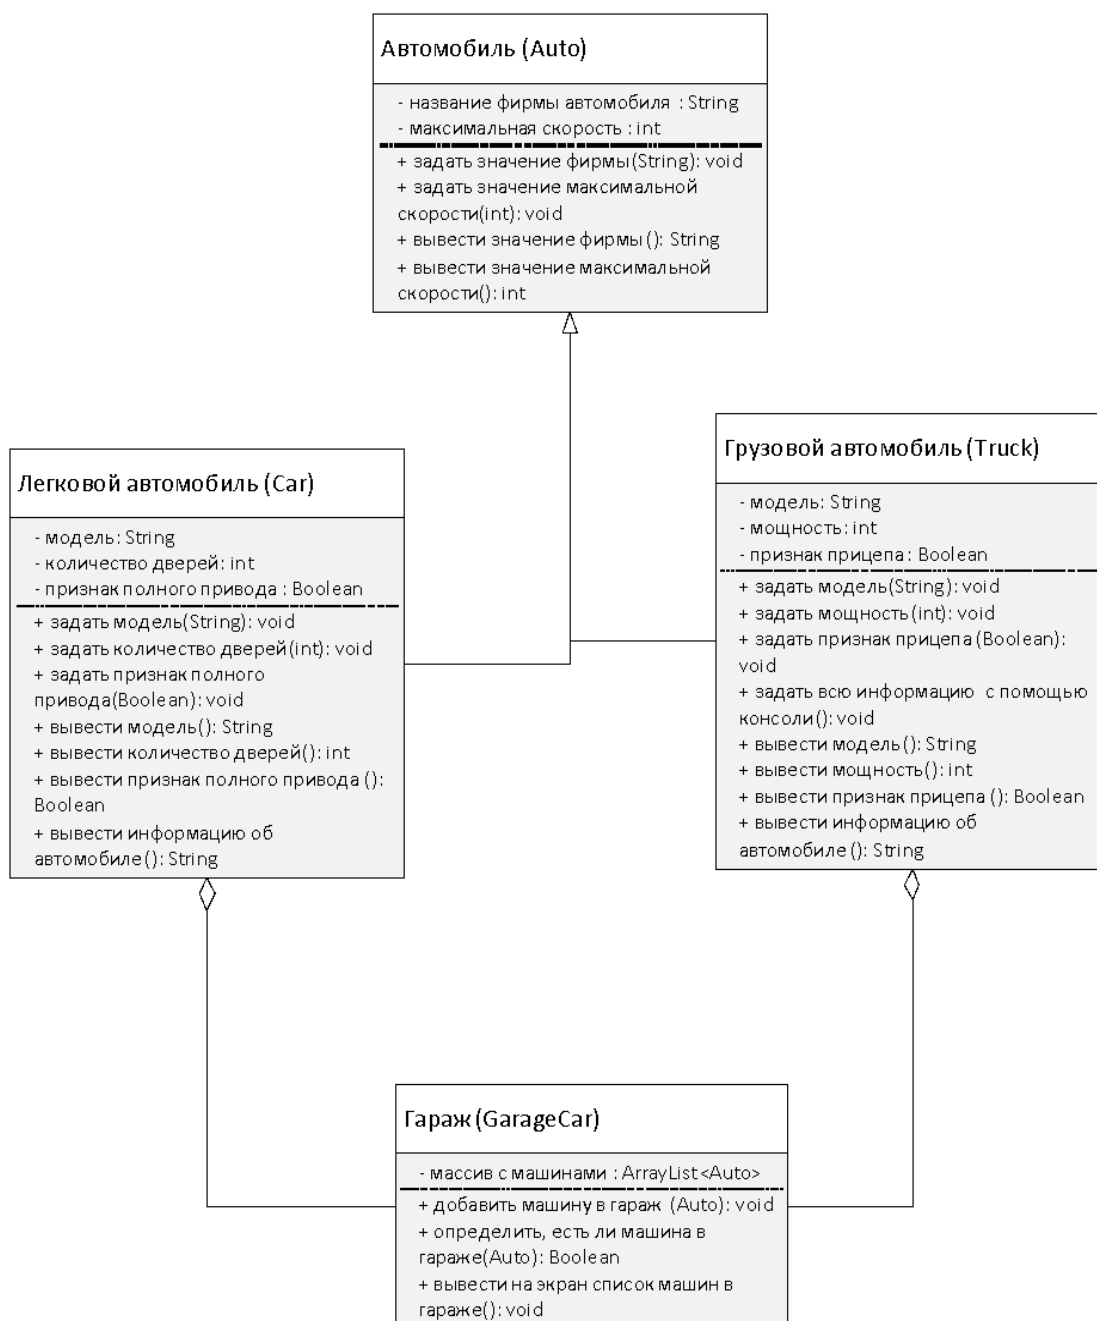 Автомобиль (Auto)
- название фирмы автомобиля : String
- максимальная скорость : int
+ задать значение фирмы(String): void
+ задать значение максимальной
скорости(int): void
+ вывести значение фирмы(): String
+ вывести значение максимальной
скорости(): int
Легковой автомобиль (Car)
- модель: String
- количество дверей: int
- признак полного привода : Boolean
+ задать модель(String): void
+ задать количество дверей(int): void
+ задать признак полного
привода(Boolean): void
+ вывести модель(): String
+ вывести количество дверей(): int
+ вывести признак полного привода ():
Boolean
+ вывести информацию об
автомобиле(): String
Грузовой автомобиль (Truck)
- модель: String
- мощность: int
- признак прицепа: Boolean
+ задать модель(String): void
+ задать мощность(int): void
+ задать признак прицепа(Boolean):
void
+ задать всю информацию с помощью
консоли(): void
+ вывести модель(): String
+ вывести мощность(): int
+ вывести признак прицепа(): Boolean
+ вывести информацию об
автомобиле(): String
Гараж (GarageCar)
- массив с машинами : ArrayList<Auto>
+ добавить машину в гараж (Auto): void
+ определить, есть ли машина в
гараже(Auto): Boolean
+ вывести на экран список машин в
гараже(): void